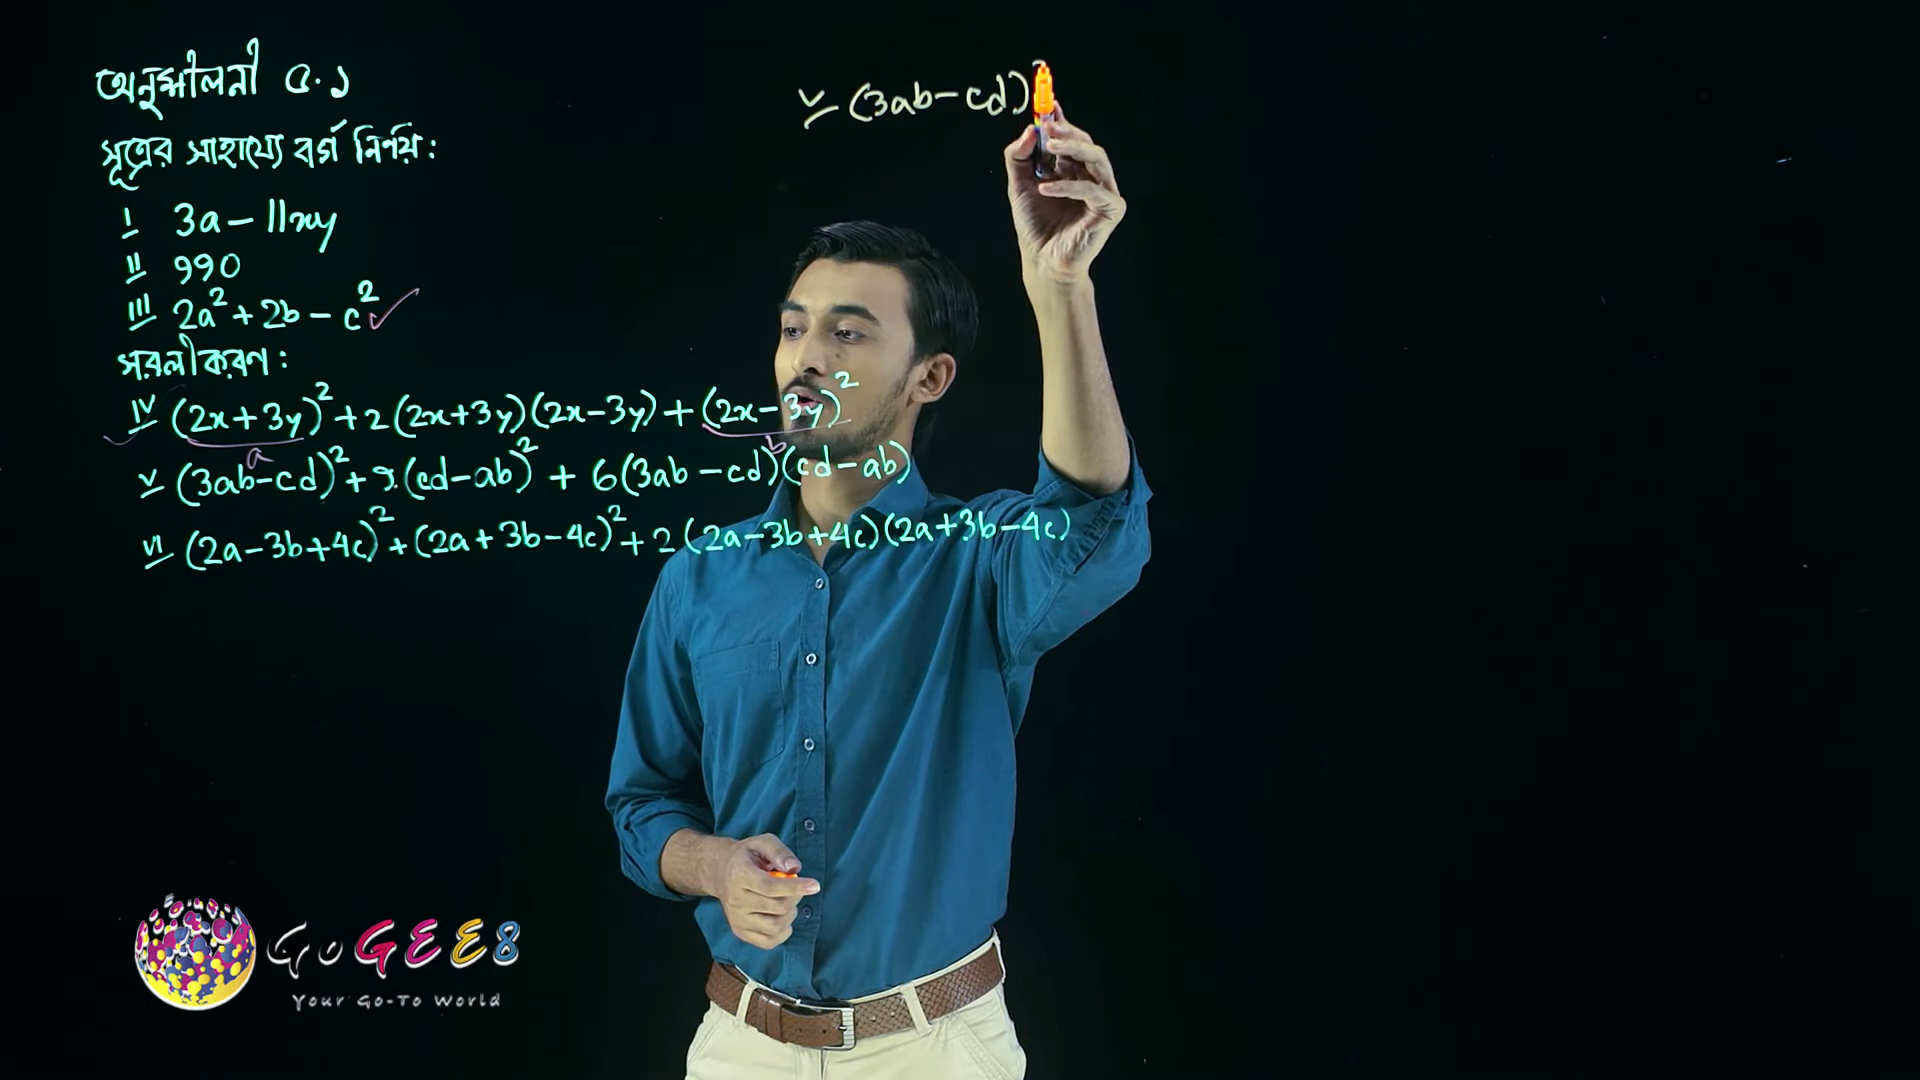 অনুশীলনী ৫.১
সূত্রের সাহায্যে বর্গ নির্ণয়:
I 3a - 11xy
II 990
III 2a² + 2b - c² ✓
সরলীকরণ:
IV (2x+3y)² + 2(2x+3y)(2x-3y) + (2x-3y)²
a b
V (3ab-cd)² + 9(cd-ab)² + 6(3ab-cd)(cd-ab)
VI (2a-3b+4c)² + (2a+3b-4c)² + 2(2a-3b+4c)(2a+3b-4c)
V (3ab-cd)
GoGEE8
Your Go-To World